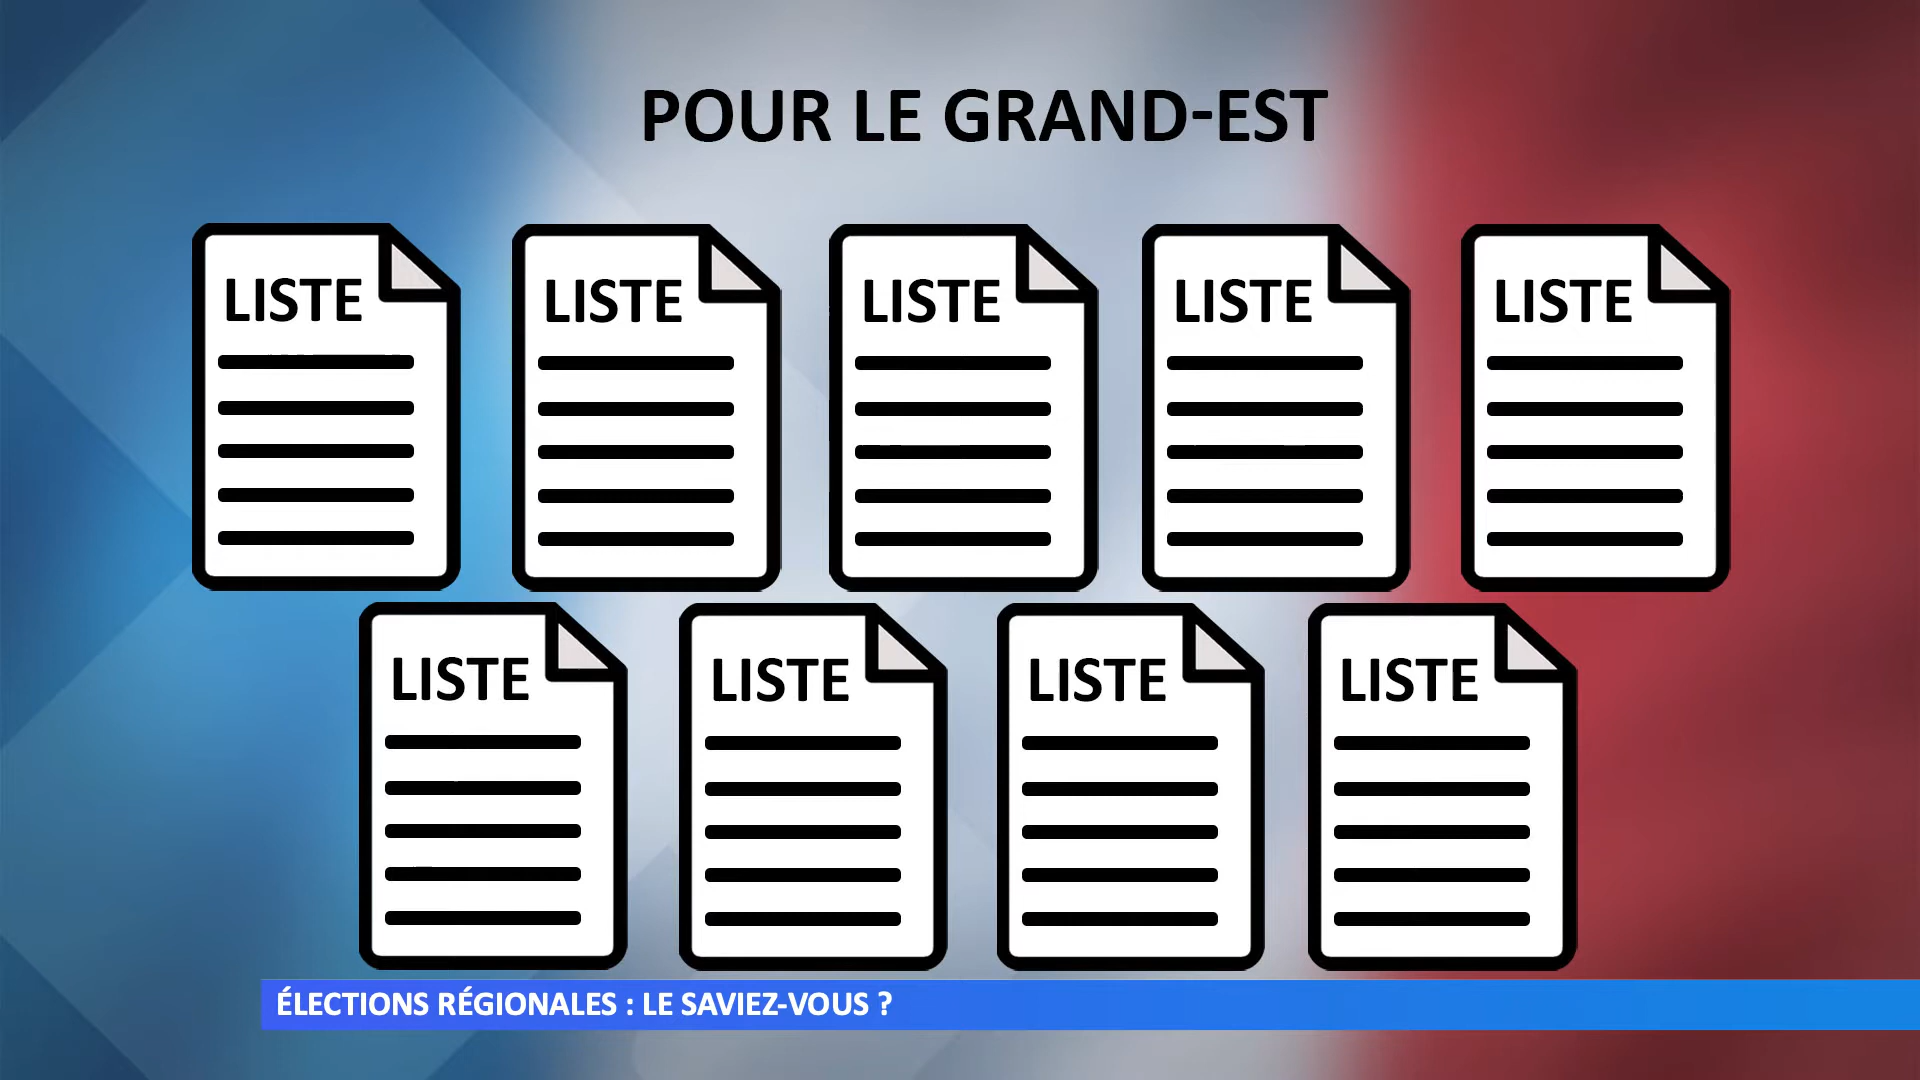 POUR LE GRAND-EST
LISTE LISTE LISTE LISTE LISTE
LISTE LISTE LISTE LISTE
ÉLECTIONS RÉGIONALES : LE SAVIEZ-VOUS ?